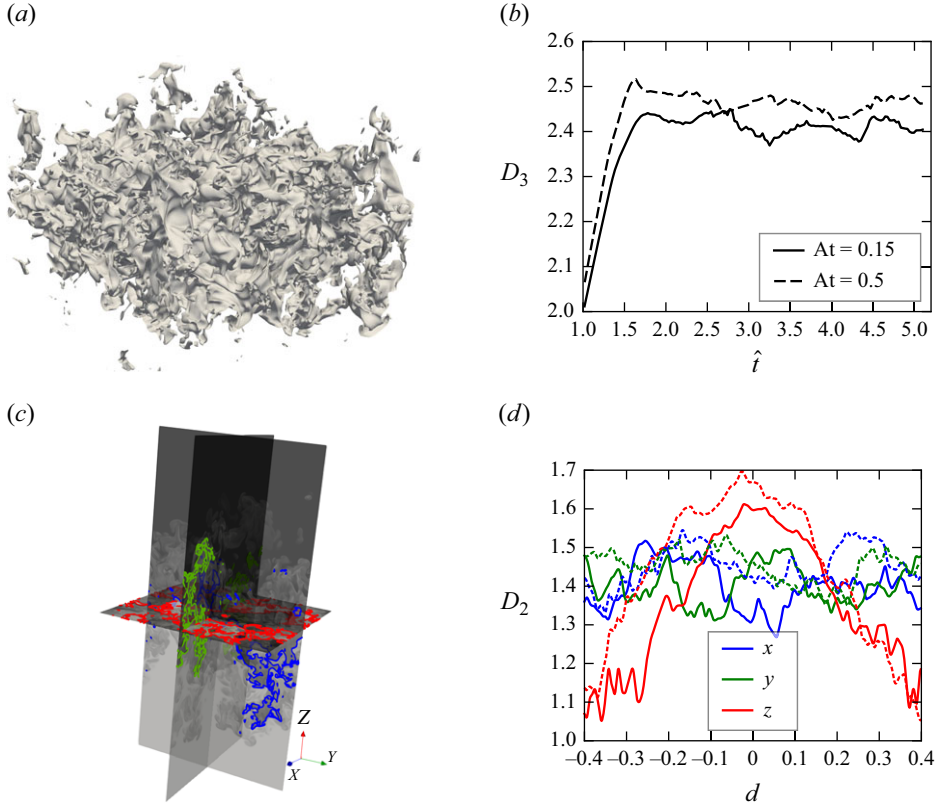 (a)
(b)
2.6
2.5
2.4
D₃
2.3
2.2
At = 0.15
2.1
At = 0.5
2.0
1.0 1.5 2.0 2.5 3.0 3.5 4.0 4.5 5.0
t̂
(c)
(d)
1.7
1.6
1.5
1.4
D₂
1.3
x
1.2
y
1.1
z
1.0
−0.4 −0.3 −0.2 −0.1 0 0.1 0.2 0.3 0.4
d
Z
Y
X